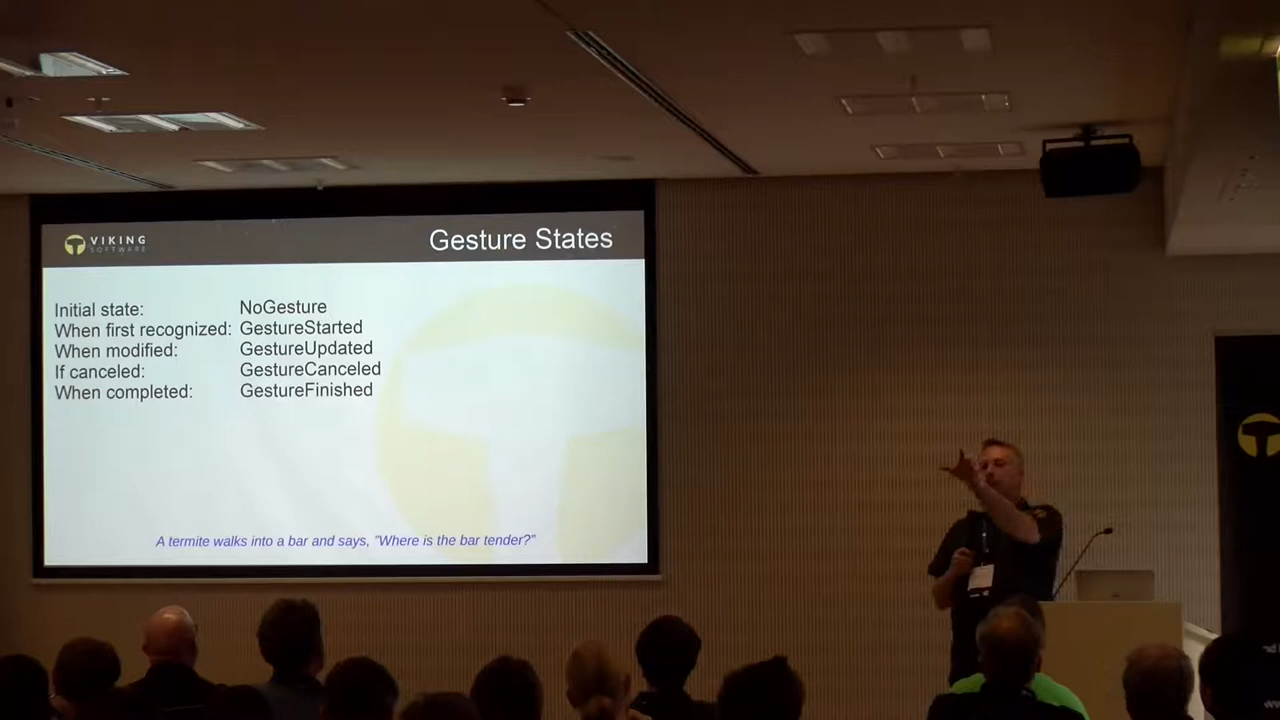 VIKING
SOFTWARE
Gesture States
Initial state: NoGesture
When first recognized: GestureStarted
When modified: GestureUpdated
If canceled: GestureCanceled
When completed: GestureFinished
A termite walks into a bar and says, "Where is the bar tender?"